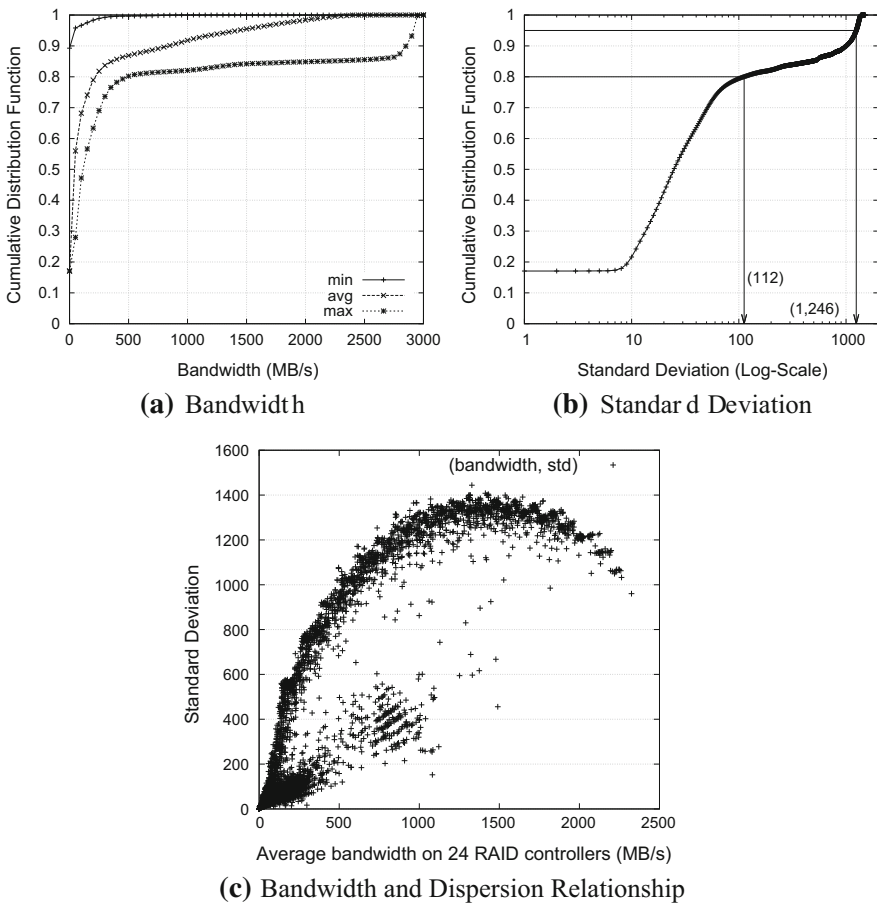 1
0.9
0.8
0.7
0.6
0.5
0.4
0.3
0.2
0.1
0
Cumulative Distribution Function
min
avg
max
0 500 1000 1500 2000 2500 3000
Bandwidth (MB/s)
(a) Bandwidth
1
0.9
0.8
0.7
0.6
0.5
0.4
0.3
0.2
0.1
0
Cumulative Distribution Function
(112)
(1,246)
1 10 100 1000
Standard Deviation (Log-Scale)
(b) Standard Deviation
1600
1400
1200
1000
800
600
400
200
0
Standard Deviation
(bandwidth, std)
0 500 1000 1500 2000 2500
Average bandwidth on 24 RAID controllers (MB/s)
(c) Bandwidth and Dispersion Relationship